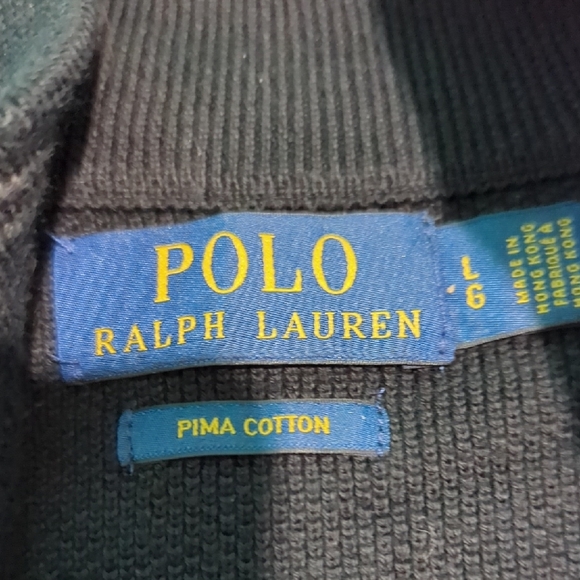 POLO
RALPH LAUREN
L
G
MADE IN
HONG KONG
FABRIQUÉ À
HONG KONG
PIMA COTTON